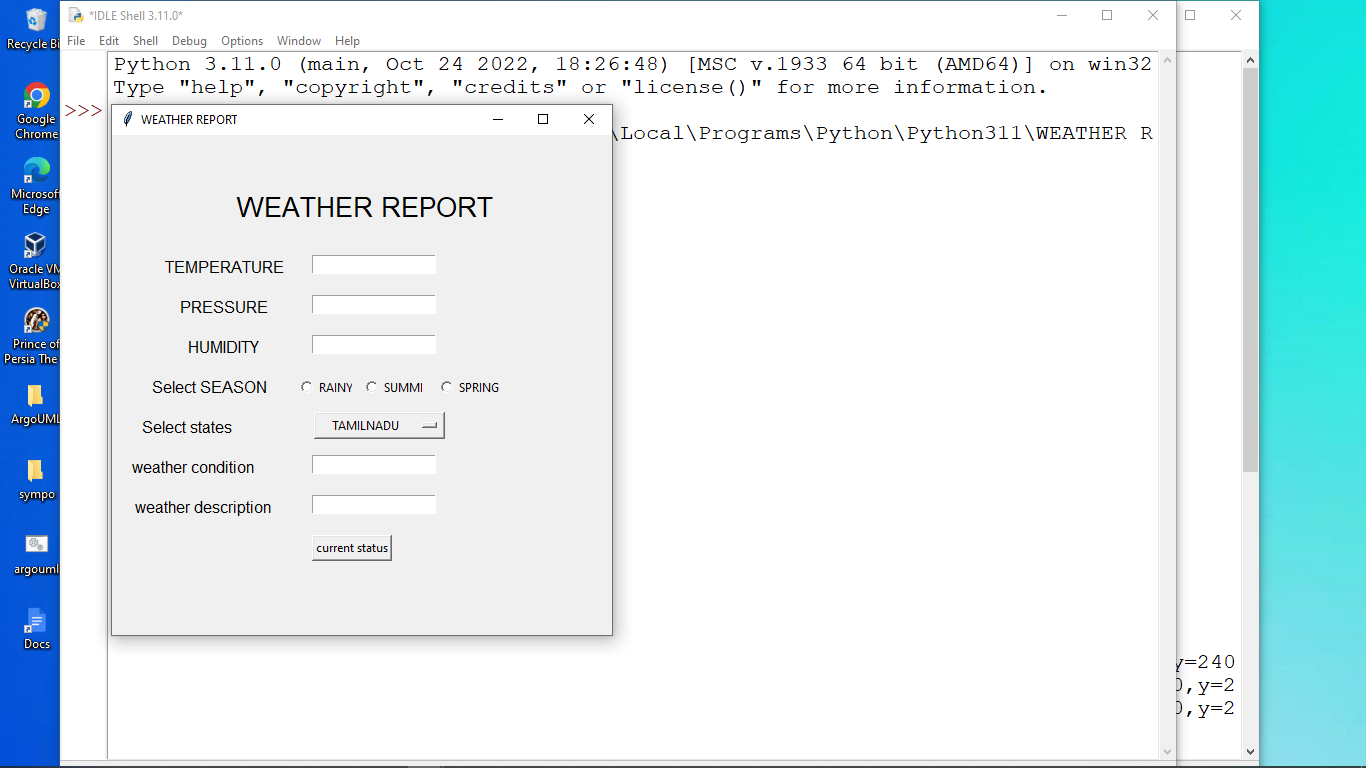 *IDLE Shell 3.11.0*
File Edit Shell Debug Options Window Help
Python 3.11.0 (main, Oct 24 2022, 18:26:48) [MSC v.1933 64 bit (AMD64)] on win32
Type "help", "copyright", "credits" or "license()" for more information.
>>>
\Local\Programs\Python\Python311\WEATHER R
WEATHER REPORT
WEATHER REPORT
TEMPERATURE
PRESSURE
HUMIDITY
Select SEASON RAINY SUMMI SPRING
Select states TAMILNADU
weather condition
weather description
current status
y=240
0,y=2
0,y=2
Recycle Bi
Google
Chrome
Microsof
Edge
Oracle VM
VirtualBox
Prince of
Persia The
ArgoUML
sympo
argouml
Docs